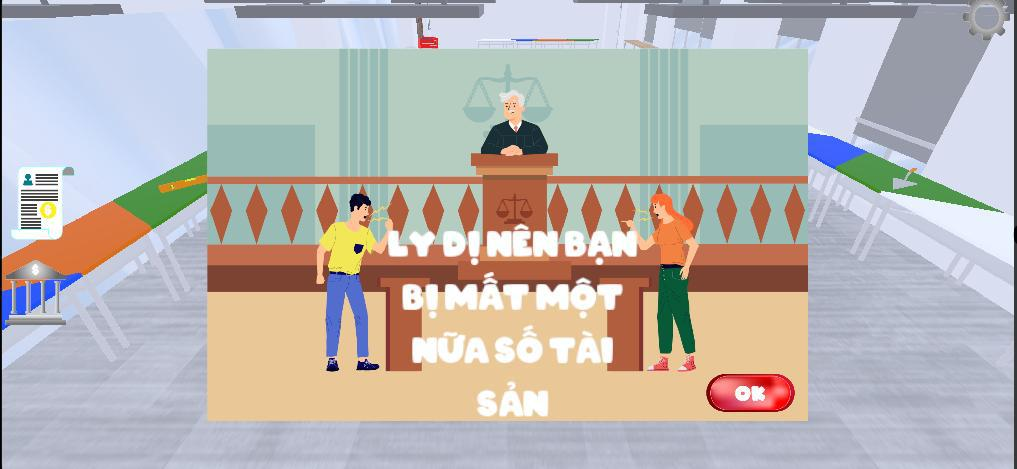 LY DỊ NÊN BẠN
BỊ MẤT MỘT
NỮA SỐ TÀI
SẢN
OK